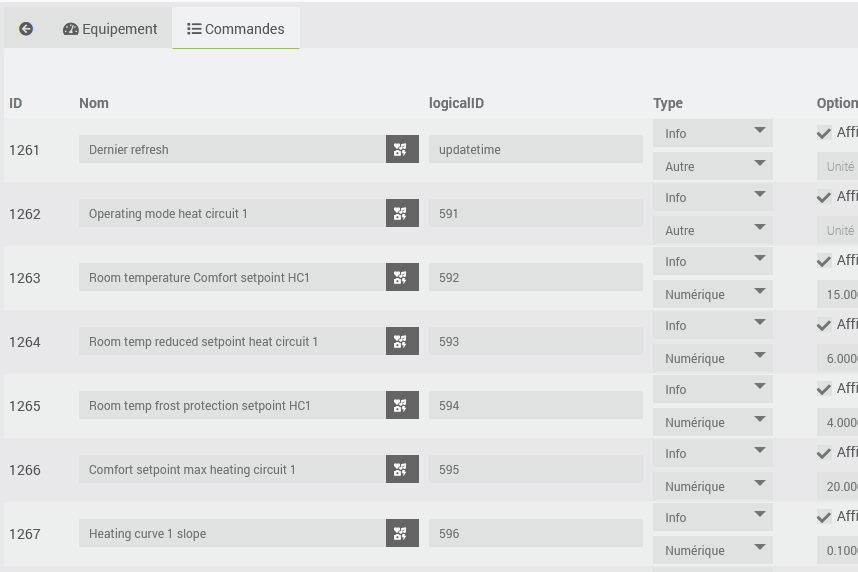 Equipement Commandes
ID Nom logicalID Type Option
1261 Dernier refresh updatetime Info Affi
Autre Unité
1262 Operating mode heat circuit 1 591 Info Affi
Autre Unité
1263 Room temperature Comfort setpoint HC1 592 Info Affi
Numérique 15.00
1264 Room temp reduced setpoint heat circuit 1 593 Info Affi
Numérique 6.000
1265 Room temp frost protection setpoint HC1 594 Info Affi
Numérique 4.000
1266 Comfort setpoint max heating circuit 1 595 Info Affi
Numérique 20.00
1267 Heating curve 1 slope 596 Info Affi
Numérique 0.100